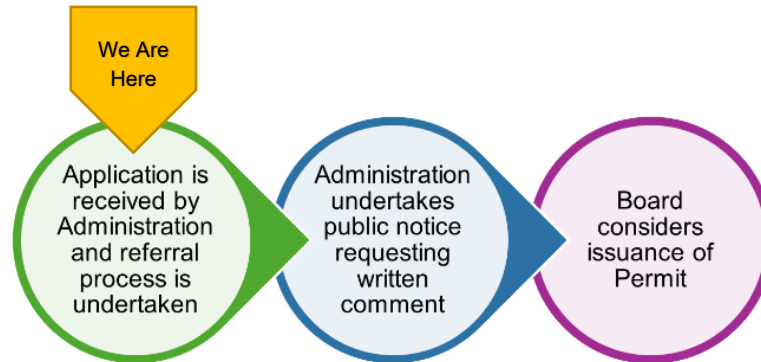 We Are
Here
Application is
received by
Administration
and referral
process is
undertaken
Administration
undertakes
public notice
requesting
written
comment
Board
considers
issuance of
Permit